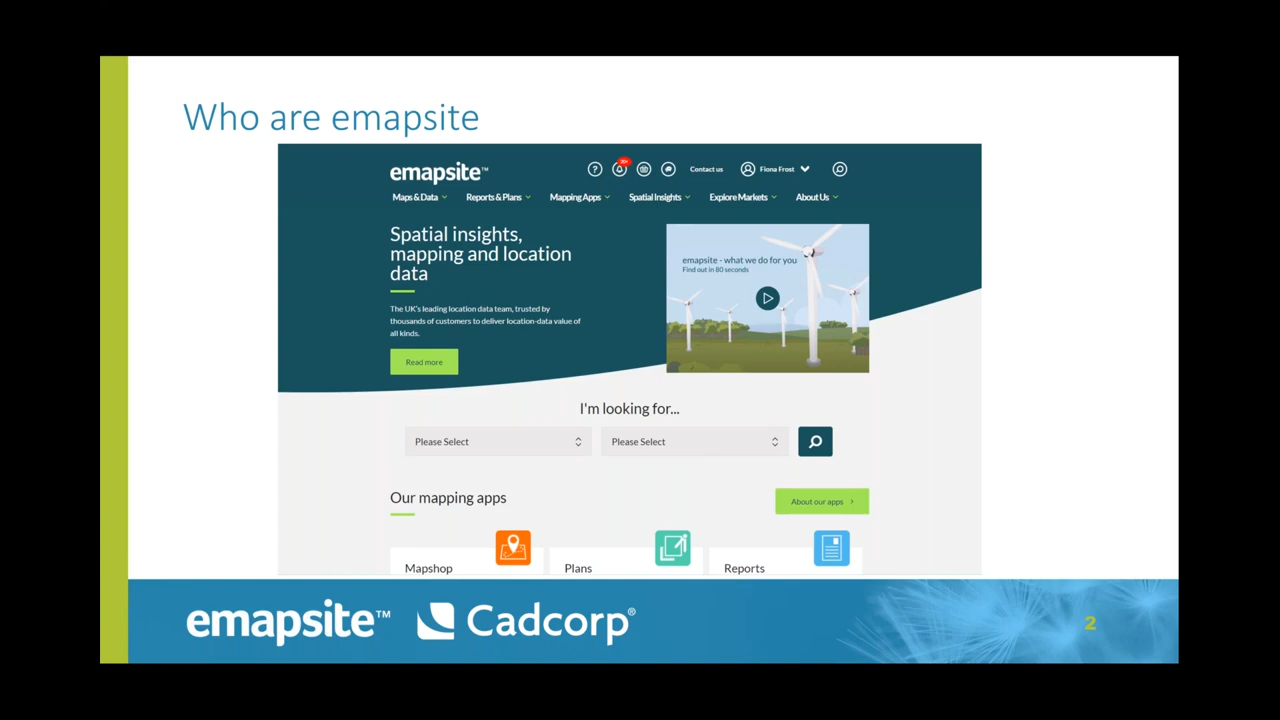 Who are emapsite
emapsite™
Contact us
Fiona Frost
Maps & Data
Reports & Plans
Mapping Apps
Spatial Insights
Explore Markets
About Us
Spatial insights,
mapping and location
data
The UK's leading location data team, trusted by
thousands of customers to deliver location-data value of
all kinds.
Read more
emapsite - what we do for you
Find out in 80 seconds
I'm looking for...
Please Select
Please Select
Our mapping apps
About our apps
Mapshop
Plans
Reports
emapsite™
Cadcorp®
2